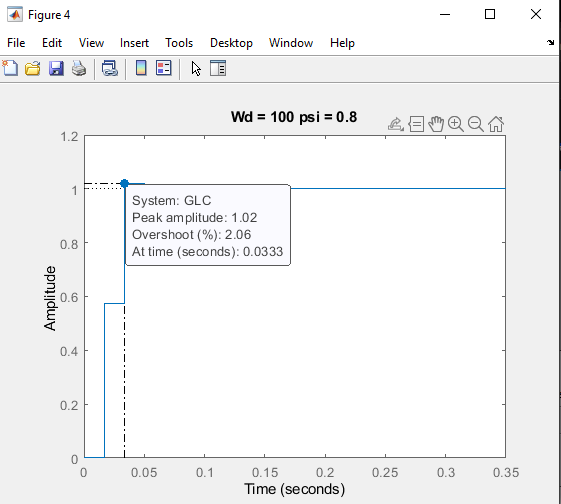 Figure 4
File Edit View Insert Tools Desktop Window Help
Wd = 100 psi = 0.8
1.2
1
0.8
0.6
0.4
0.2
0
Amplitude
System: GLC
Peak amplitude: 1.02
Overshoot (%): 2.06
At time (seconds): 0.0333
0 0.05 0.1 0.15 0.2 0.25 0.3 0.35
Time (seconds)